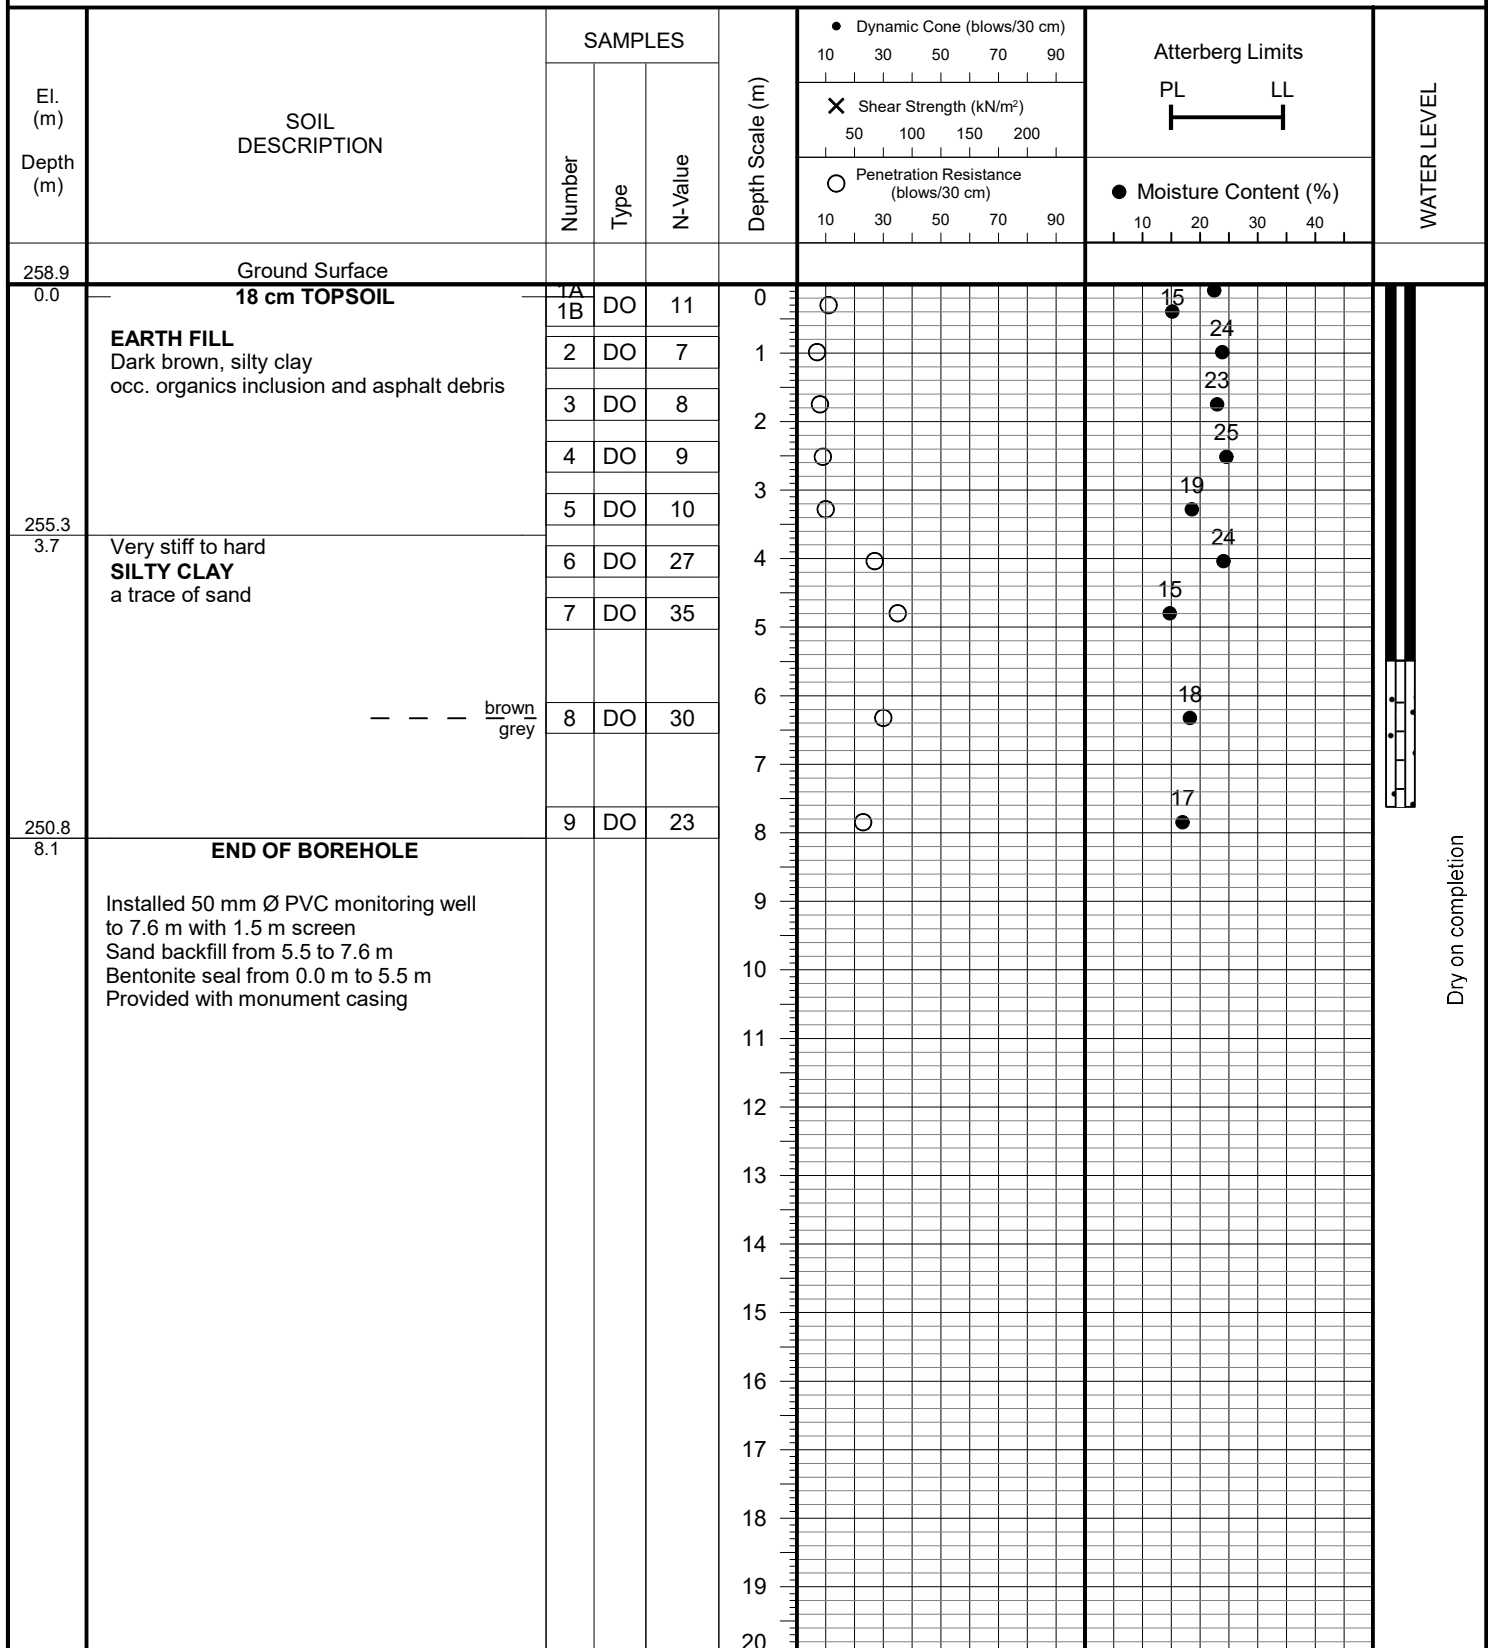 El.
(m)
Depth
(m)
SOIL
DESCRIPTION
SAMPLES
Number
Type
N-Value
Depth Scale (m)
Dynamic Cone (blows/30 cm)
10 30 50 70 90
Shear Strength (kN/m²)
50 100 150 200
Penetration Resistance
(blows/30 cm)
10 30 50 70 90
Atterberg Limits
PL LL
Moisture Content (%)
10 20 30 40
WATER LEVEL
258.9 Ground Surface
0.0 18 cm TOPSOIL
1A
1B DO 11
0
15
EARTH FILL
Dark brown, silty clay
occ. organics inclusion and asphalt debris
24
2 DO 7
1
23
3 DO 8
2
25
4 DO 9
3
19
5 DO 10
255.3
3.7 Very stiff to hard
SILTY CLAY
a trace of sand
24
6 DO 27
4
15
7 DO 35
5
6
18
brown
grey
8 DO 30
7
17
9 DO 23
8
250.8
8.1 END OF BOREHOLE
Installed 50 mm Ø PVC monitoring well
to 7.6 m with 1.5 m screen
Sand backfill from 5.5 to 7.6 m
Bentonite seal from 0.0 m to 5.5 m
Provided with monument casing
Dry on completion
9
10
11
12
13
14
15
16
17
18
19
20